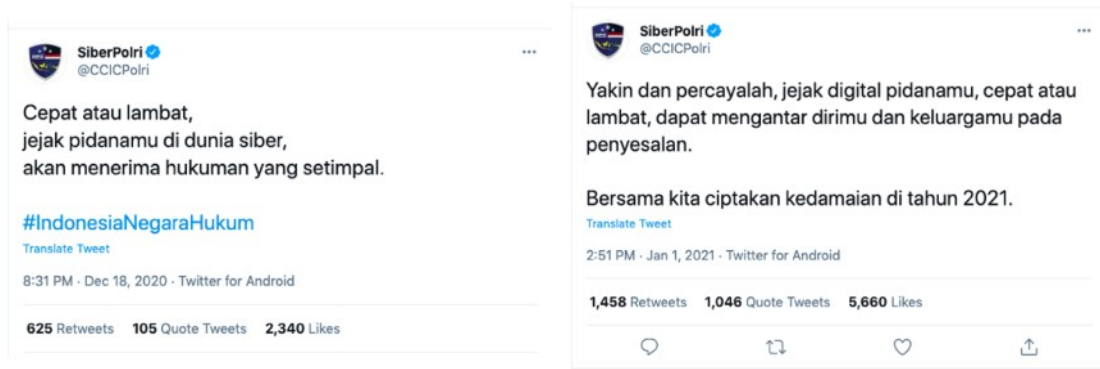 SiberPolri
@CCICPolri
Cepat atau lambat,
jejak pidanamu di dunia siber,
akan menerima hukuman yang setimpal.
#IndonesiaNegaraHukum
Translate Tweet
8:31 PM · Dec 18, 2020 · Twitter for Android
625 Retweets 105 Quote Tweets 2,340 Likes
SiberPolri
@CCICPolri
Yakin dan percayalah, jejak digital pidanamu, cepat atau
lambat, dapat mengantar dirimu dan keluargamu pada
penyesalan.
Bersama kita ciptakan kedamaian di tahun 2021.
Translate Tweet
2:51 PM · Jan 1, 2021 · Twitter for Android
1,458 Retweets 1,046 Quote Tweets 5,660 Likes